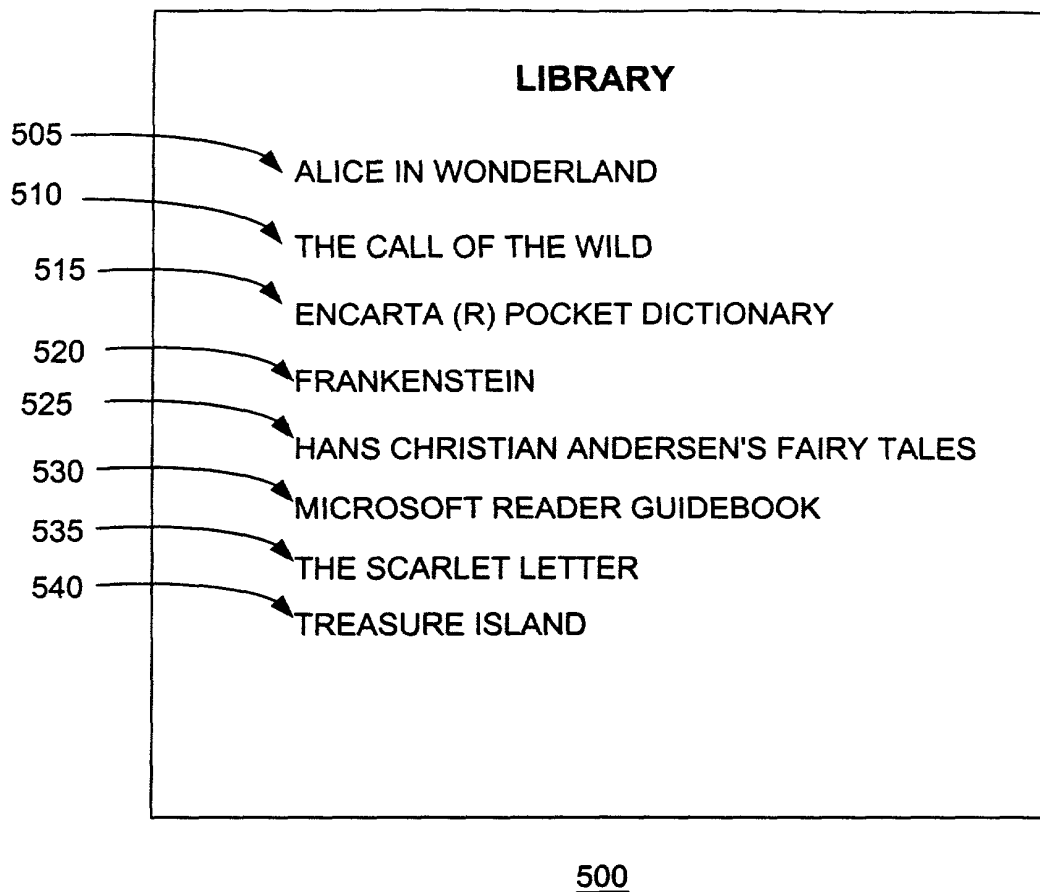 LIBRARY
505
ALICE IN WONDERLAND
510
THE CALL OF THE WILD
515
ENCARTA (R) POCKET DICTIONARY
520
FRANKENSTEIN
525
HANS CHRISTIAN ANDERSEN'S FAIRY TALES
530
MICROSOFT READER GUIDEBOOK
535
THE SCARLET LETTER
540
TREASURE ISLAND
500